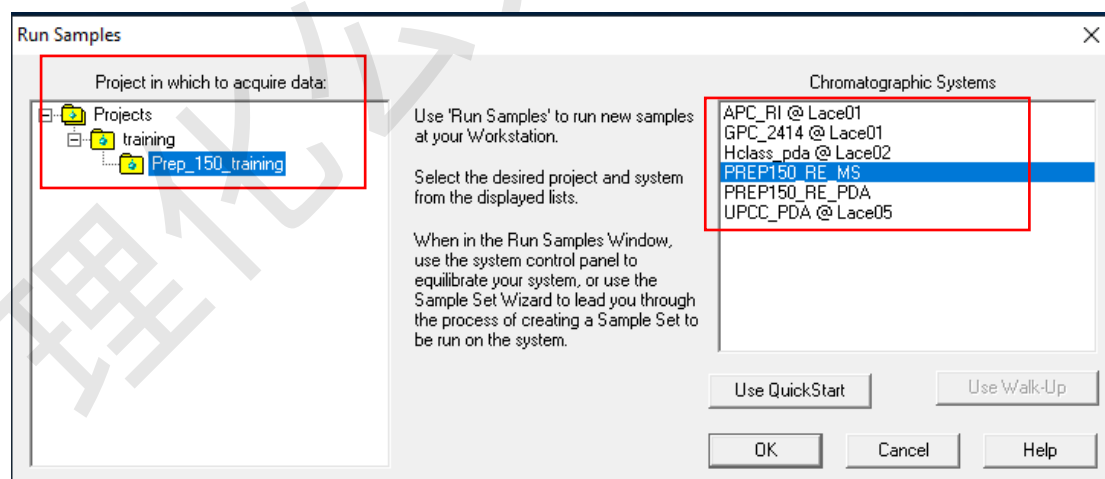 Run Samples
Project in which to acquire data:
Projects
training
Prep_150_training
Use 'Run Samples' to run new samples
at your Workstation.
Select the desired project and system
from the displayed lists.
When in the Run Samples Window,
use the system control panel to
equilibrate your system, or use the
Sample Set Wizard to lead you through
the process of creating a Sample Set to
be run on the system.
Chromatographic Systems
APC_RI @ Lace01
GPC_2414 @ Lace01
Hclass_pda @ Lace02
PREP150_RE_MS
PREP150_RE_PDA
UPCC_PDA @ Lace05
Use QuickStart
Use Walk-Up
OK
Cancel
Help
理化公